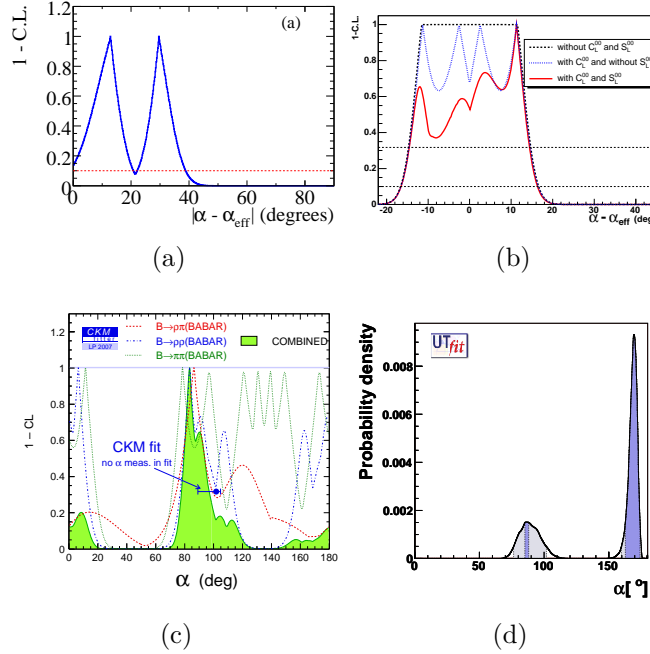 (a)
1 - C.L.
1.2
1
0.8
0.6
0.4
0.2
0
0 20 40 60 80
|α - α_eff| (degrees)
(a)
1-C.L.
1
0.8
0.6
0.4
0.2
0
without C_L^00 and S_L^00
with C_L^00 and without S_L^00
with C_L^00 and S_L^00
-20 -10 0 10 20 30 40
α - α_eff (deg
(b)
CKM
fitter
LP 2007
B→ρπ(BABAR)
B→ρρ(BABAR)
B→ππ(BABAR)
COMBINED
1 – CL
1.2
1
0.8
0.6
0.4
0.2
0
CKM fit
no α meas. in fit
0 20 40 60 80 100 120 140 160 180
α (deg)
(c)
UT
fit
Probability density
0.008
0.006
0.004
0.002
0
0 50 100 150
α[°]
(d)